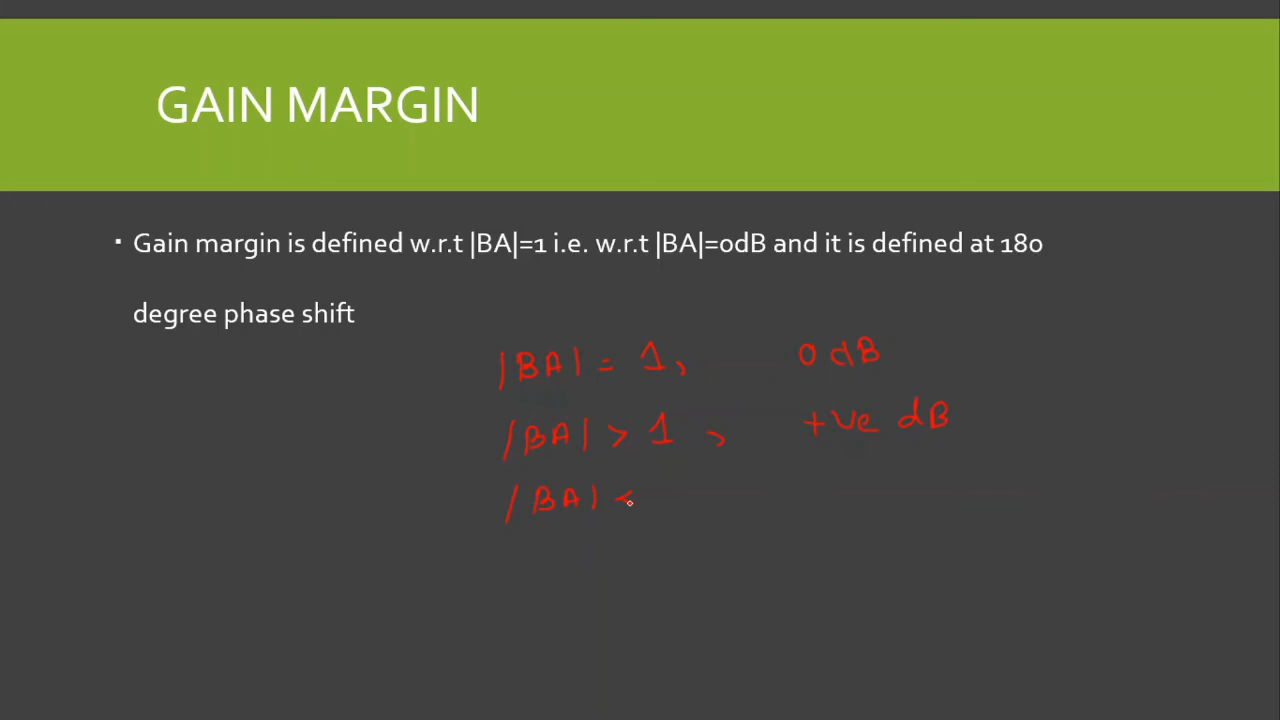 GAIN MARGIN
▪ Gain margin is defined w.r.t |BA|=1 i.e. w.r.t |BA|=0dB and it is defined at 180
degree phase shift
|BA| = 1, 0 dB
|BA| > 1, +ve dB
|BA| <